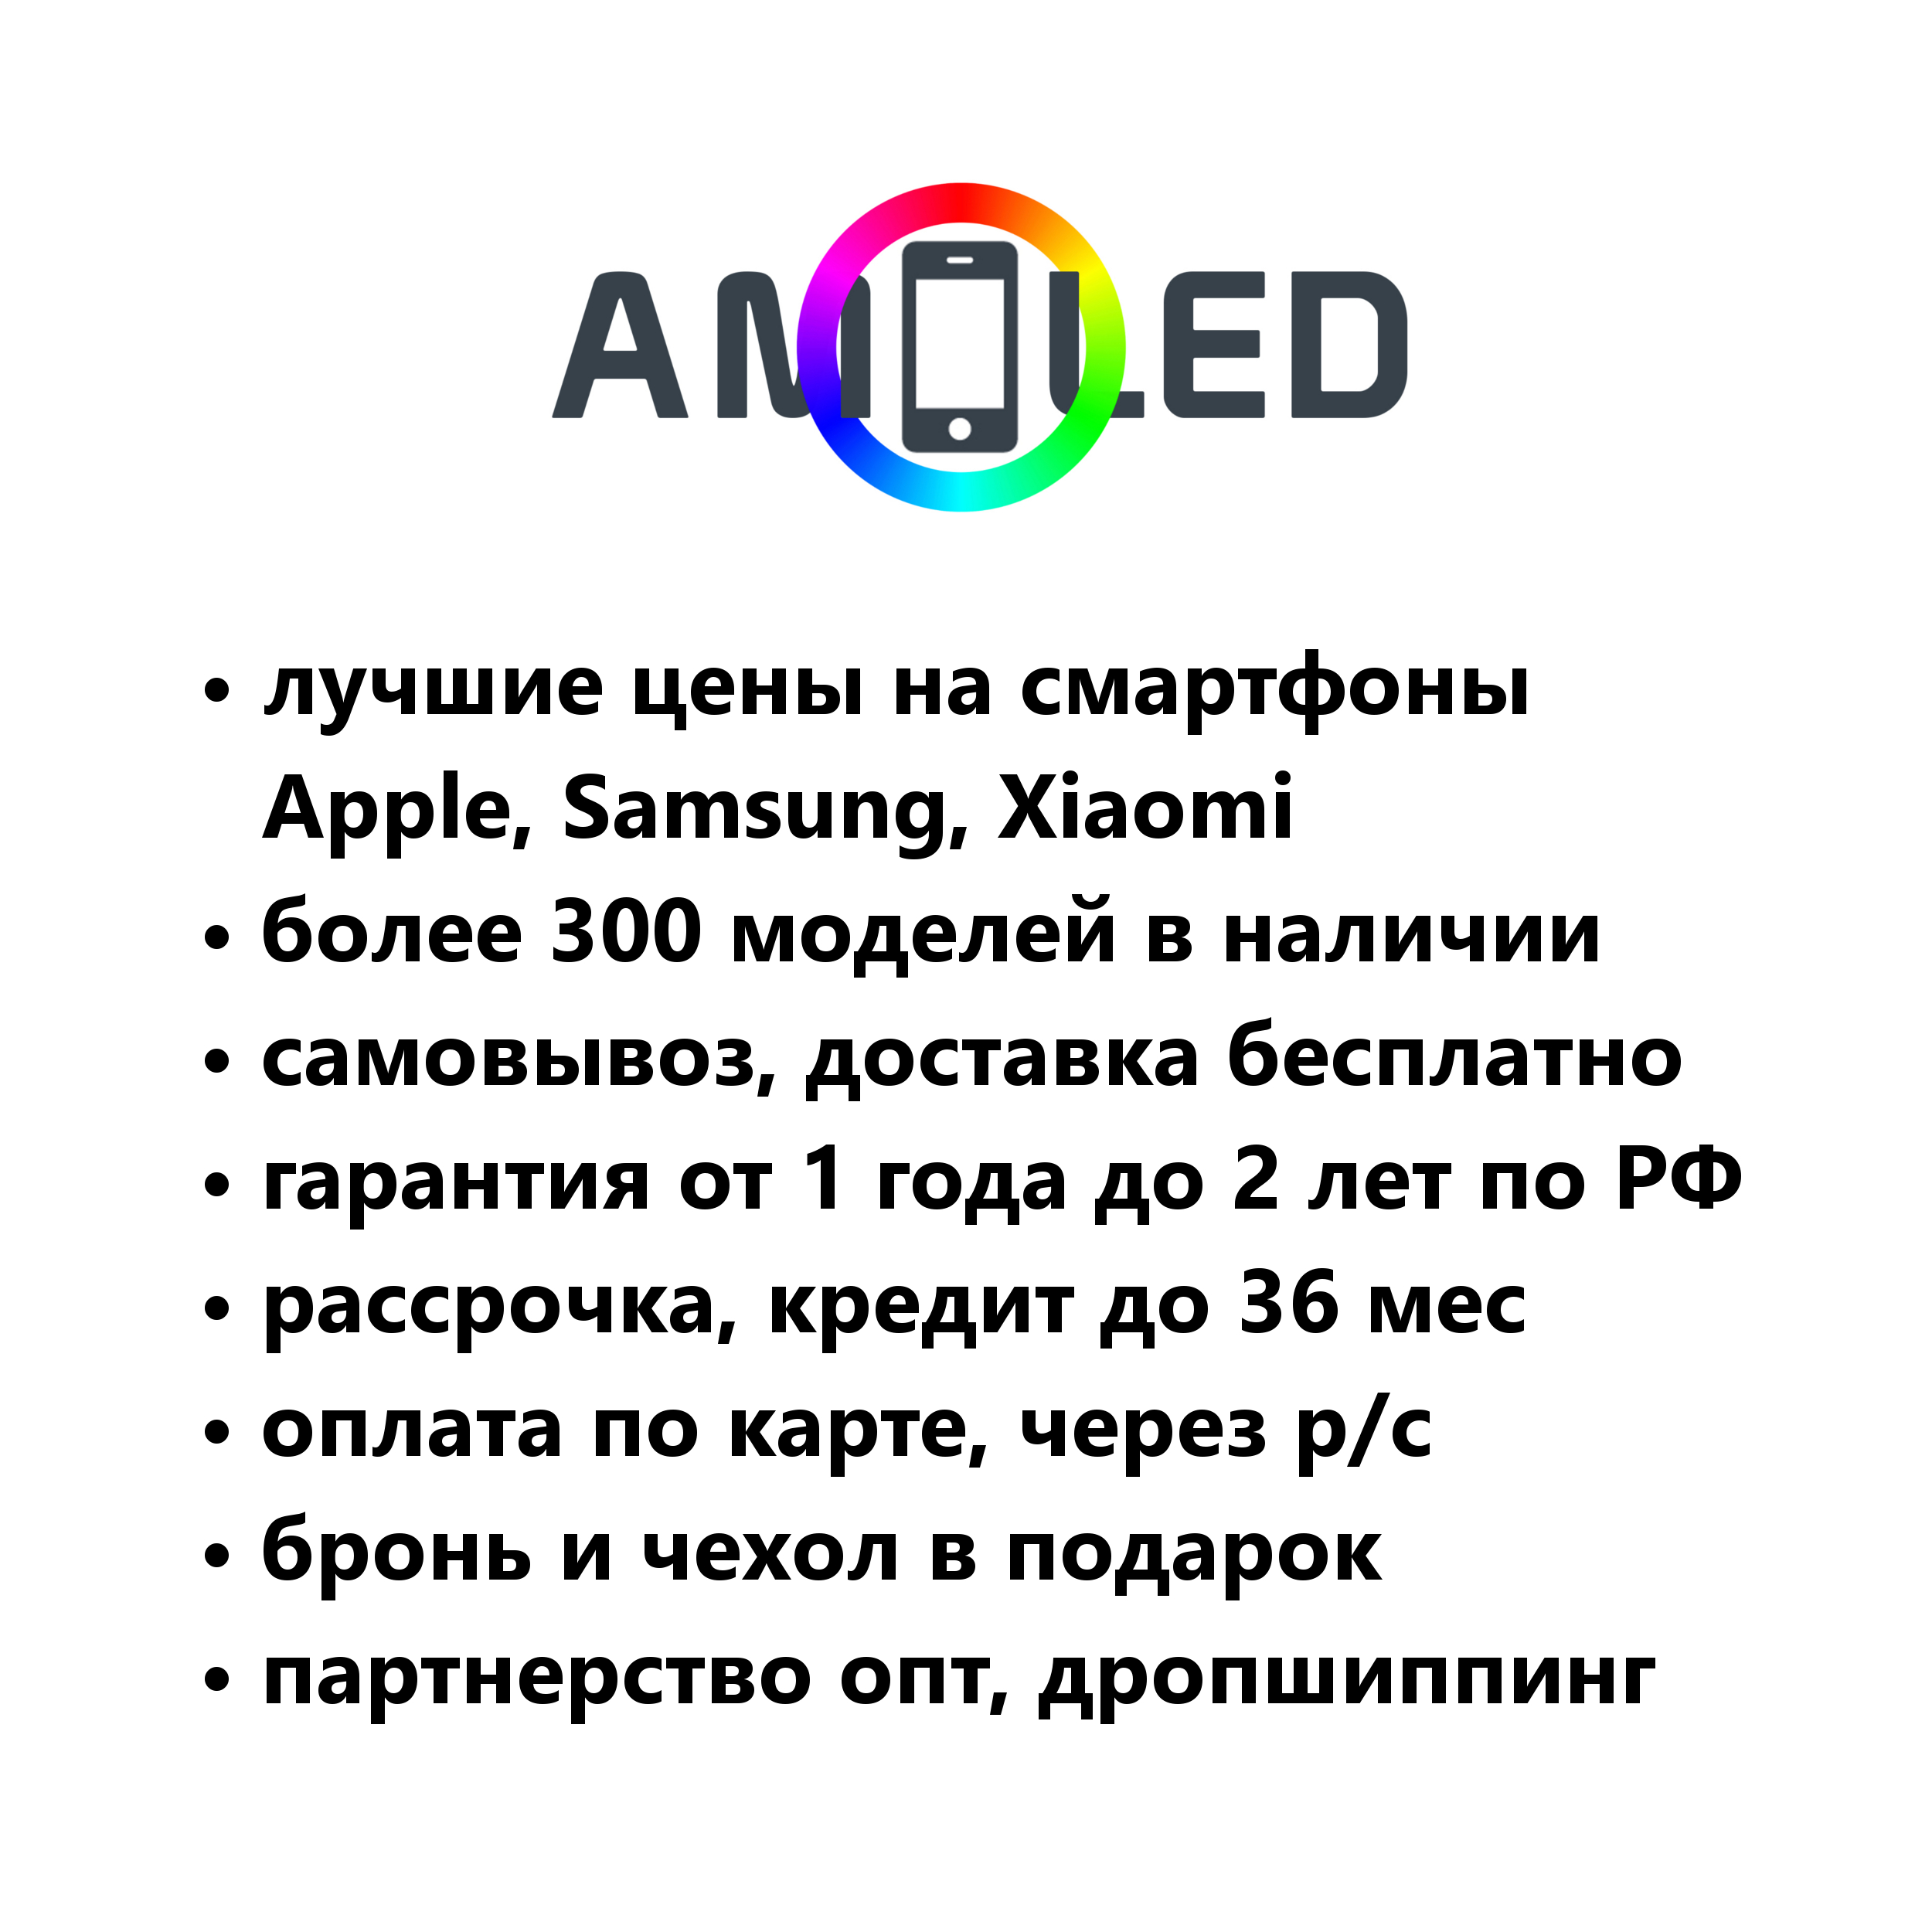 AMOLED
• лучшие цены на смартфоны
Apple, Samsung, Xiaomi
• более 300 моделей в наличии
• самовывоз, доставка бесплатно
• гарантия от 1 года до 2 лет по РФ
• рассрочка, кредит до 36 мес
• оплата по карте, через р/с
• бронь и чехол в подарок
• партнерство опт, дропшиппинг